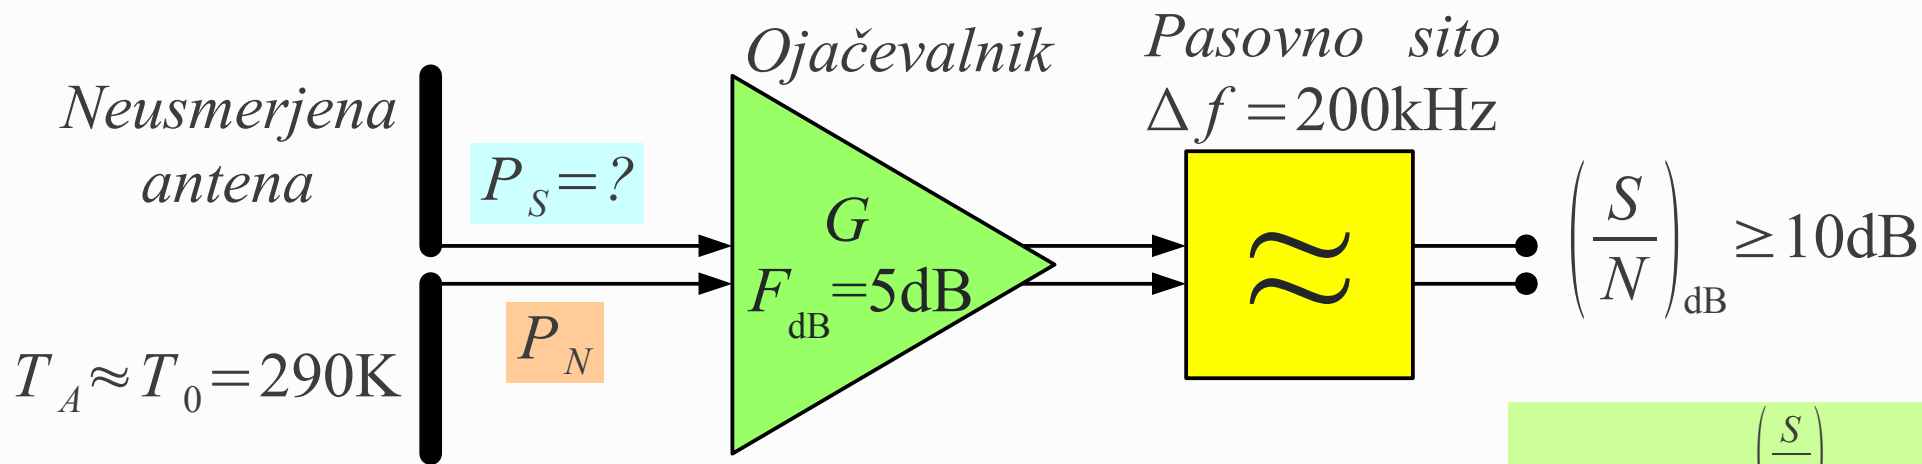 Neusmerjena
antena
T_A≈T_0=290K
P_S=?
P_N
Ojačevalnik
G
F_dB=5dB
Pasovno sito
Δf=200kHz
≈
(S/N)_dB ≥10dB
(S